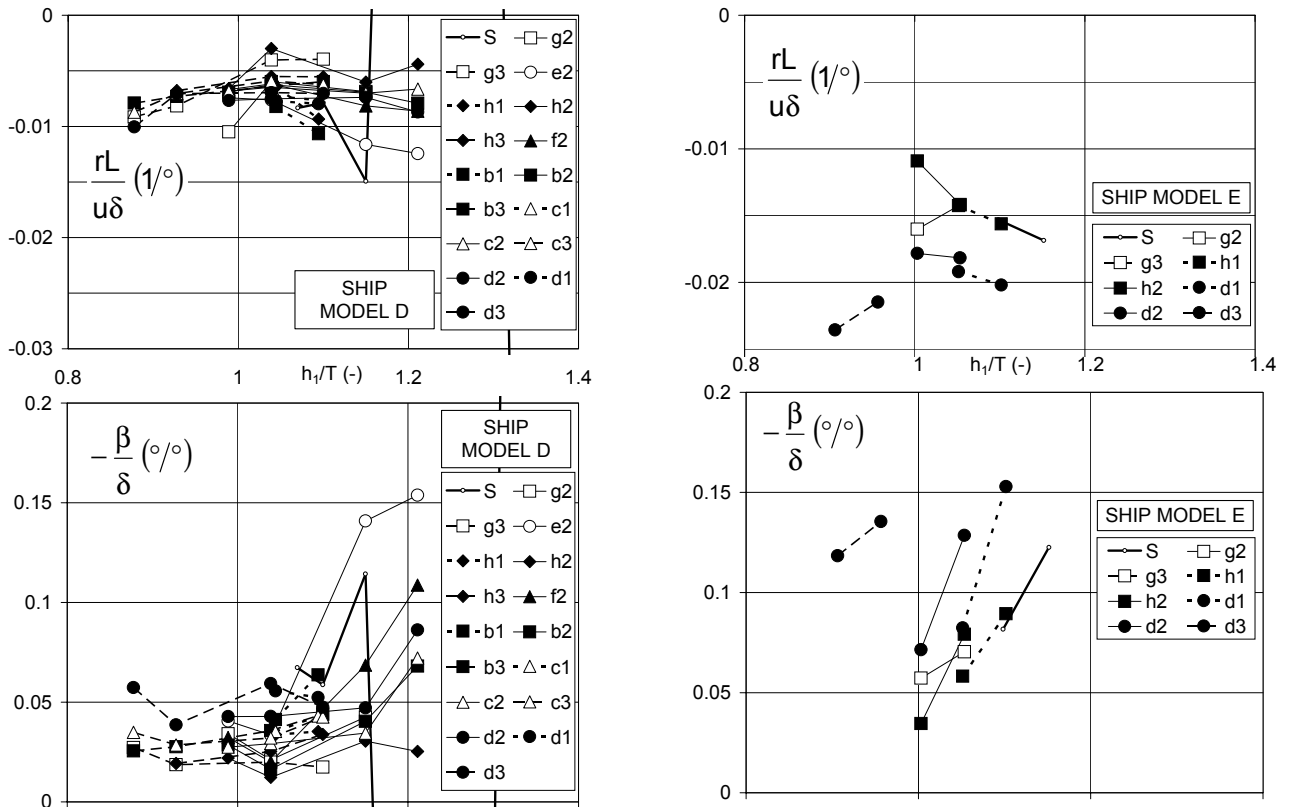 0
-0.01
-0.02
-0.03
rL
uδ (1/°)
SHIP
MODEL D
S g2
g3 e2
h1 h2
h3 f2
b1 b2
b3 c1
c2 c3
d2 d1
d3
0.8 1 1.2 1.4
h₁/T (-)
0
-0.01
-0.02
rL
uδ (1/°)
SHIP MODEL E
S g2
g3 h1
h2 d1
d2 d3
0.8 1 1.2 1.4
h₁/T (-)
0.2
0.15
0.1
0.05
0
− β
δ (°/°)
SHIP
MODEL D
S g2
g3 e2
h1 h2
h3 f2
b1 b2
b3 c1
c2 c3
d2 d1
d3
0.2
0.15
0.1
0.05
0
− β
δ (°/°)
SHIP MODEL E
S g2
g3 h1
h2 d1
d2 d3